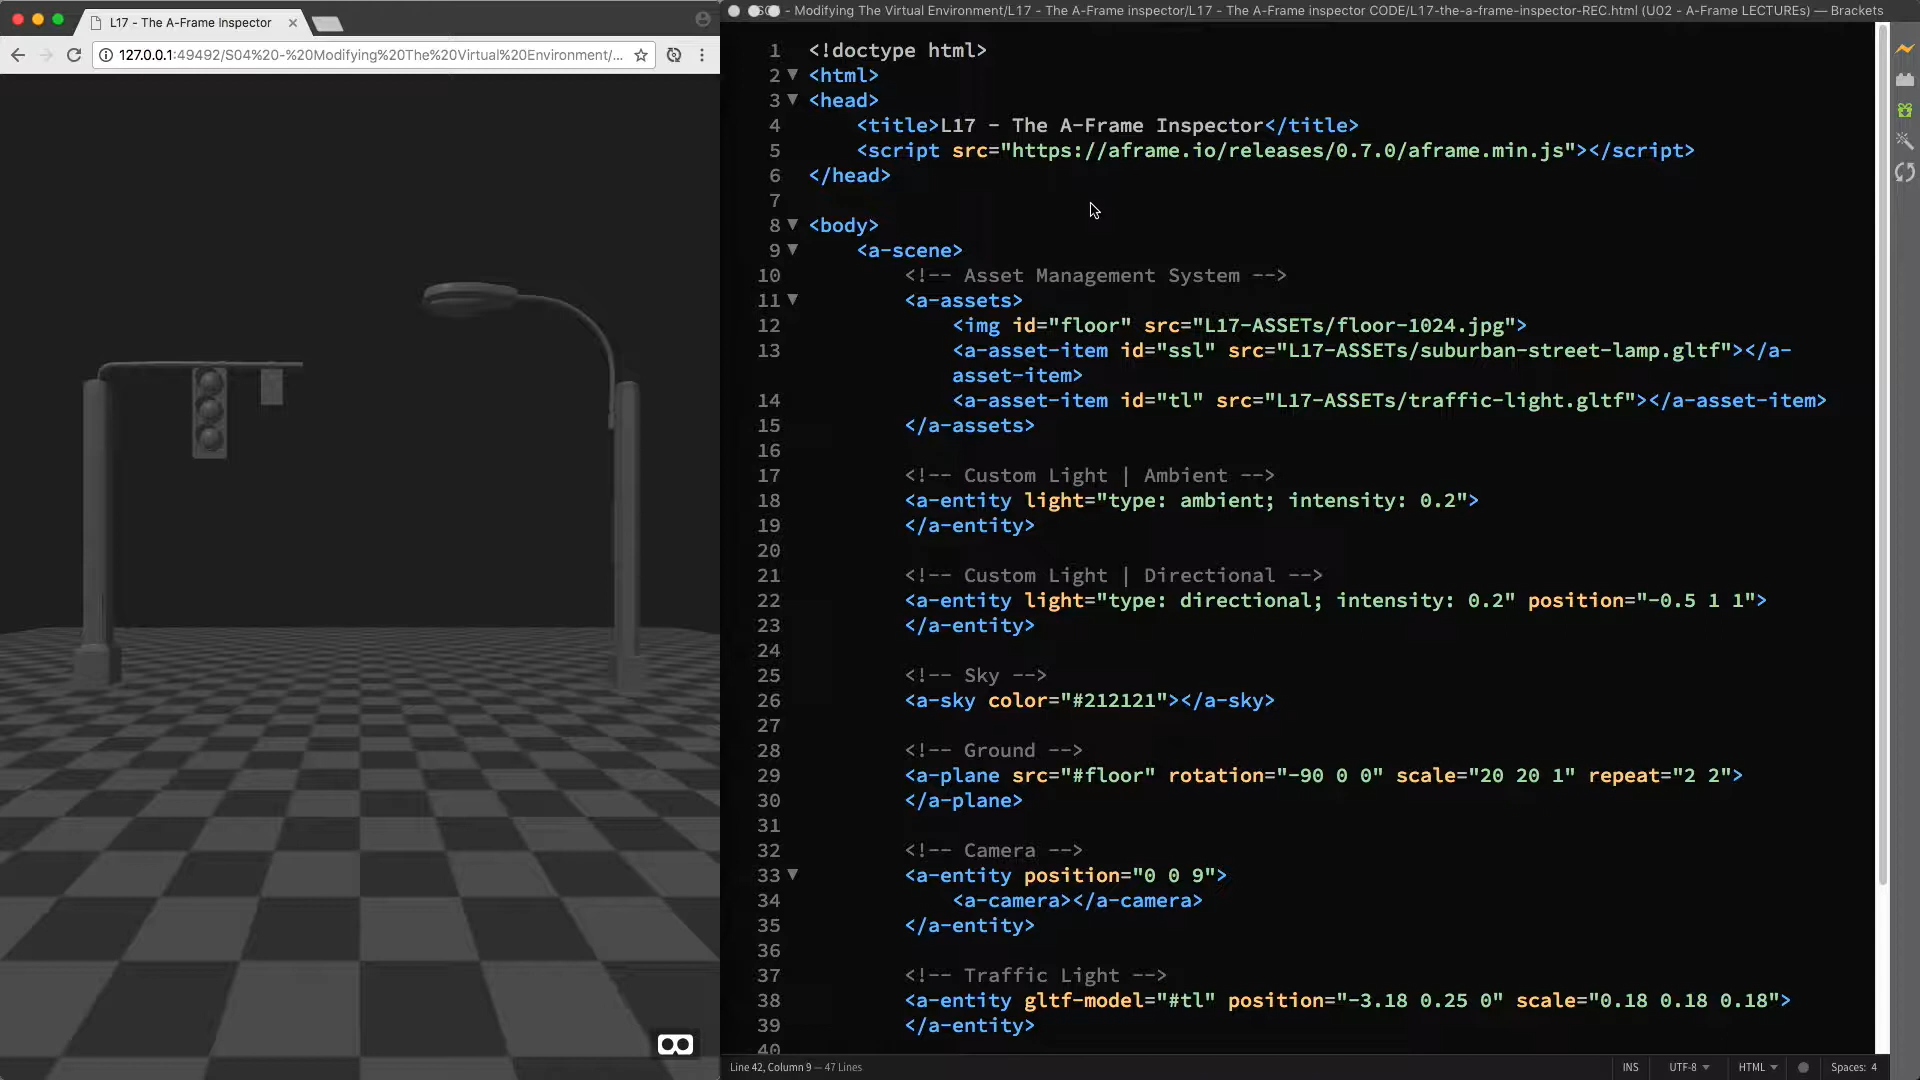 L17 - The A-Frame Inspector
127.0.0.1:49492/S04%20-%20Modifying%20The%20Virtual%20Environment/...
- Modifying The Virtual Environment/L17 - The A-Frame inspector/L17 - The A-Frame inspector CODE/L17-the-a-frame-inspector-REC.html (U02 - A-Frame LECTUREs) — Brackets
1 <!doctype html>
2 <html>
3 <head>
4 <title>L17 - The A-Frame Inspector</title>
5 <script src="https://aframe.io/releases/0.7.0/aframe.min.js"></script>
6 </head>
7
8 <body>
9 <a-scene>
10 <!-- Asset Management System -->
11 <a-assets>
12 <img id="floor" src="L17-ASSETs/floor-1024.jpg">
13 <a-asset-item id="ssl" src="L17-ASSETs/suburban-street-lamp.gltf"></a-
asset-item>
14 <a-asset-item id="tl" src="L17-ASSETs/traffic-light.gltf"></a-asset-item>
15 </a-assets>
16
17 <!-- Custom Light | Ambient -->
18 <a-entity light="type: ambient; intensity: 0.2">
19 </a-entity>
20
21 <!-- Custom Light | Directional -->
22 <a-entity light="type: directional; intensity: 0.2" position="-0.5 1 1">
23 </a-entity>
24
25 <!-- Sky -->
26 <a-sky color="#212121"></a-sky>
27
28 <!-- Ground -->
29 <a-plane src="#floor" rotation="-90 0 0" scale="20 20 1" repeat="2 2">
30 </a-plane>
31
32 <!-- Camera -->
33 <a-entity position="0 0 9">
34 <a-camera></a-camera>
35 </a-entity>
36
37 <!-- Traffic Light -->
38 <a-entity gltf-model="#tl" position="-3.18 0.25 0" scale="0.18 0.18 0.18">
39 </a-entity>
40
Line 42, Column 9 — 47 Lines
INS UTF-8 HTML Spaces: 4